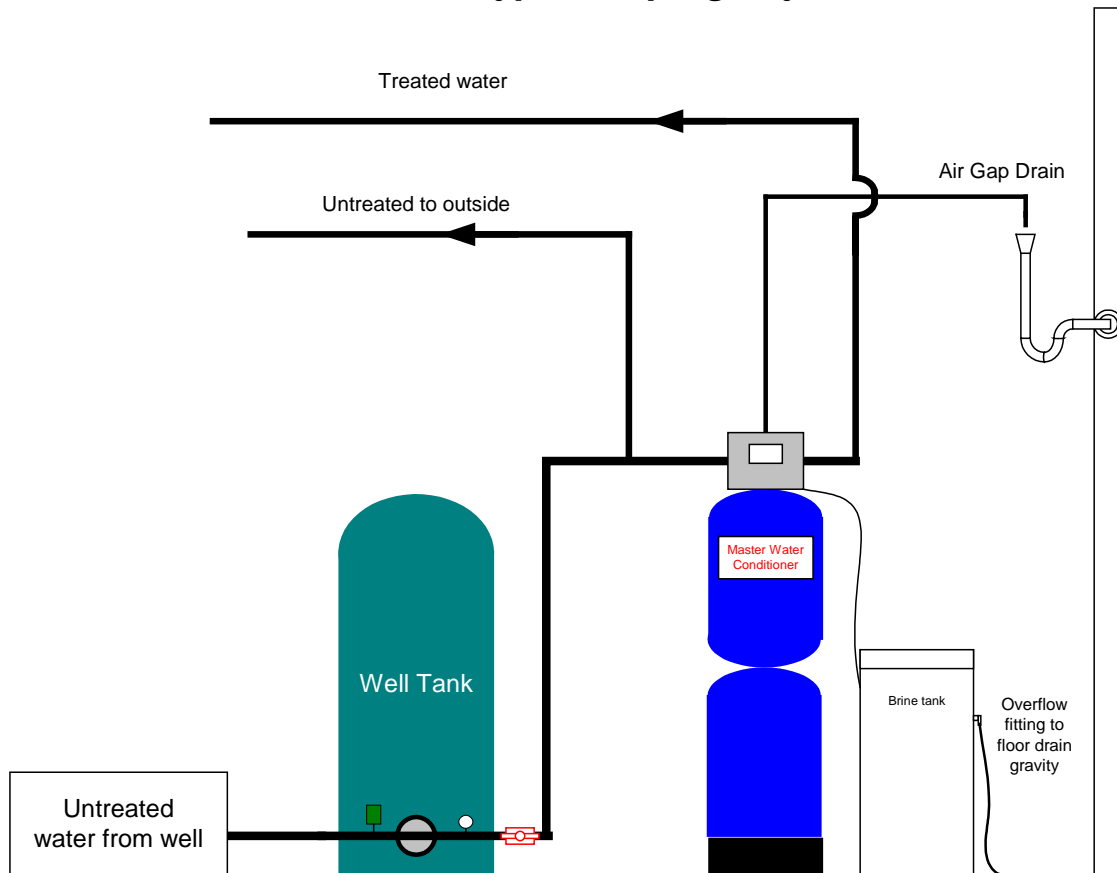 Treated water
Air Gap Drain
Untreated to outside
Master Water
Conditioner
Well Tank
Brine tank
Overflow
fitting to
floor drain
gravity
Untreated
water from well